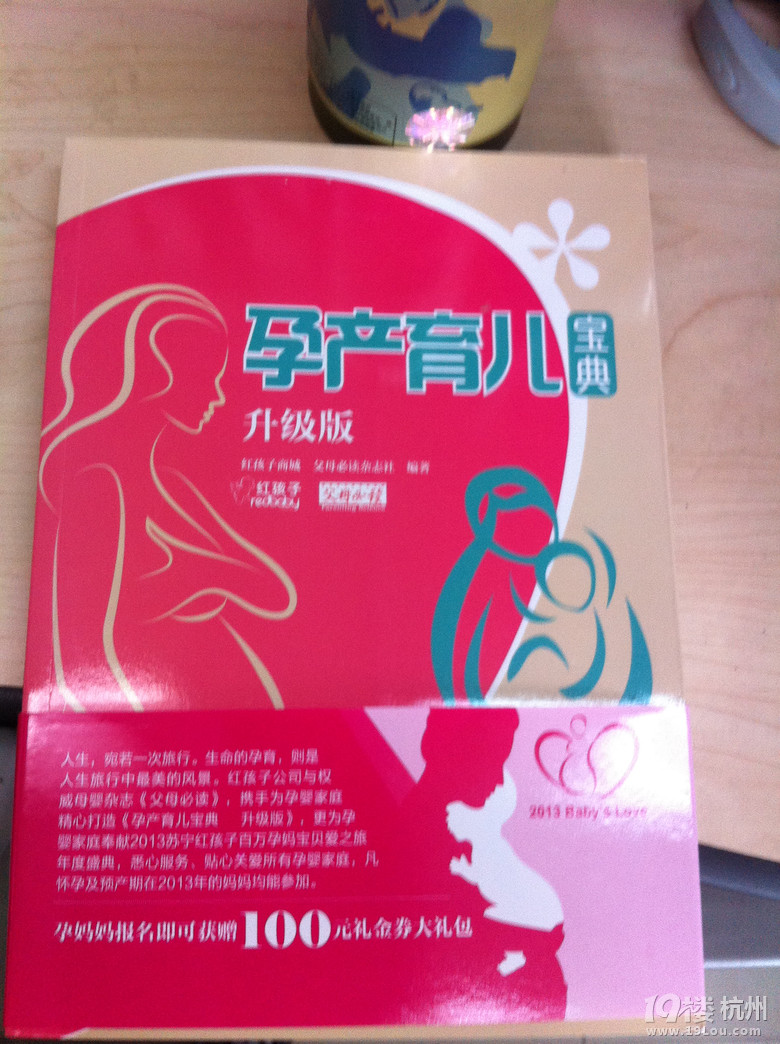 孕产育儿
宝典
升级版
红孩子商城 父母必读杂志社 编著
红孩子
redbaby
父母必读
人生，宛若一次旅行。生命的孕育，则是
人生旅行中最美的风景。红孩子公司与权
威母婴杂志《父母必读》，携手为孕婴家庭
精心打造《孕产育儿宝典 升级版》，更为孕
婴家庭奉献2013苏宁红孩子百万孕妈宝贝爱之旅
年度盛典，悉心服务、贴心关爱所有孕婴家庭，凡
怀孕及预产期在2013年的妈妈均能参加。
2013 Baby's Love
孕妈妈报名即可获赠100元礼金券大礼包
19楼 杭州
www.19lou.com